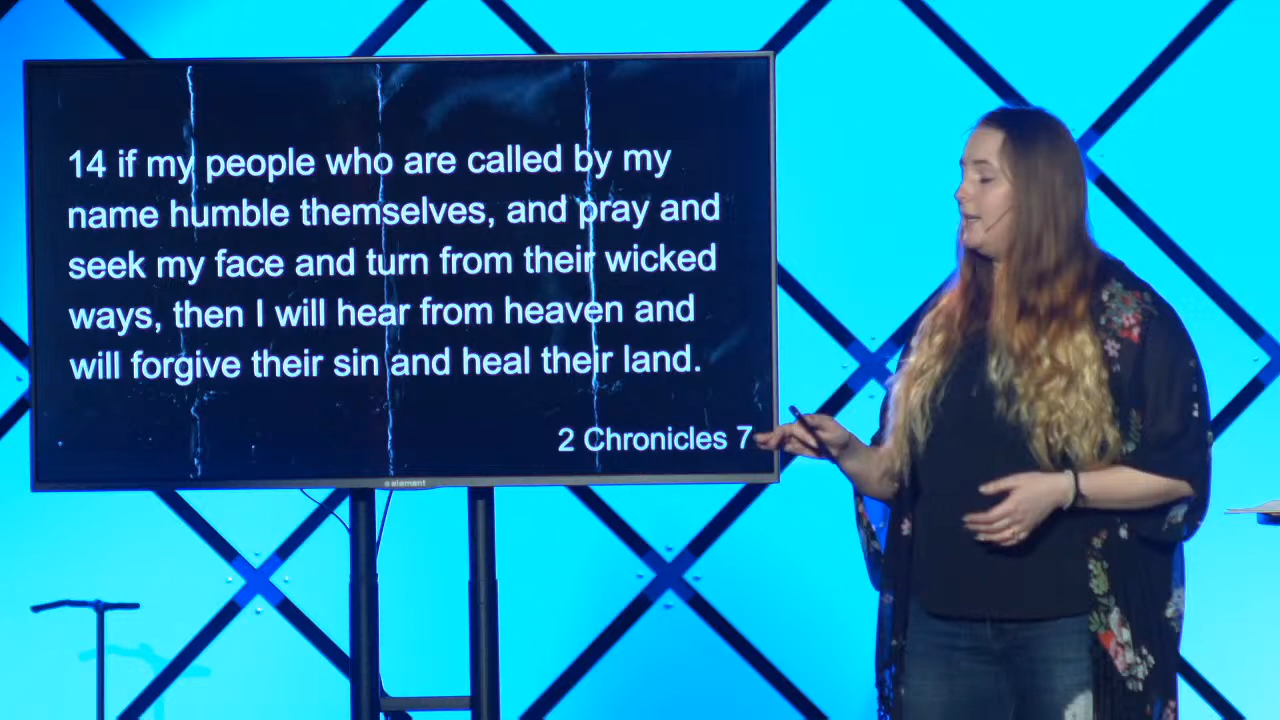 14 if my people who are called by my
name humble themselves, and pray and
seek my face and turn from their wicked
ways, then I will hear from heaven and
will forgive their sin and heal their land.
2 Chronicles 7
element